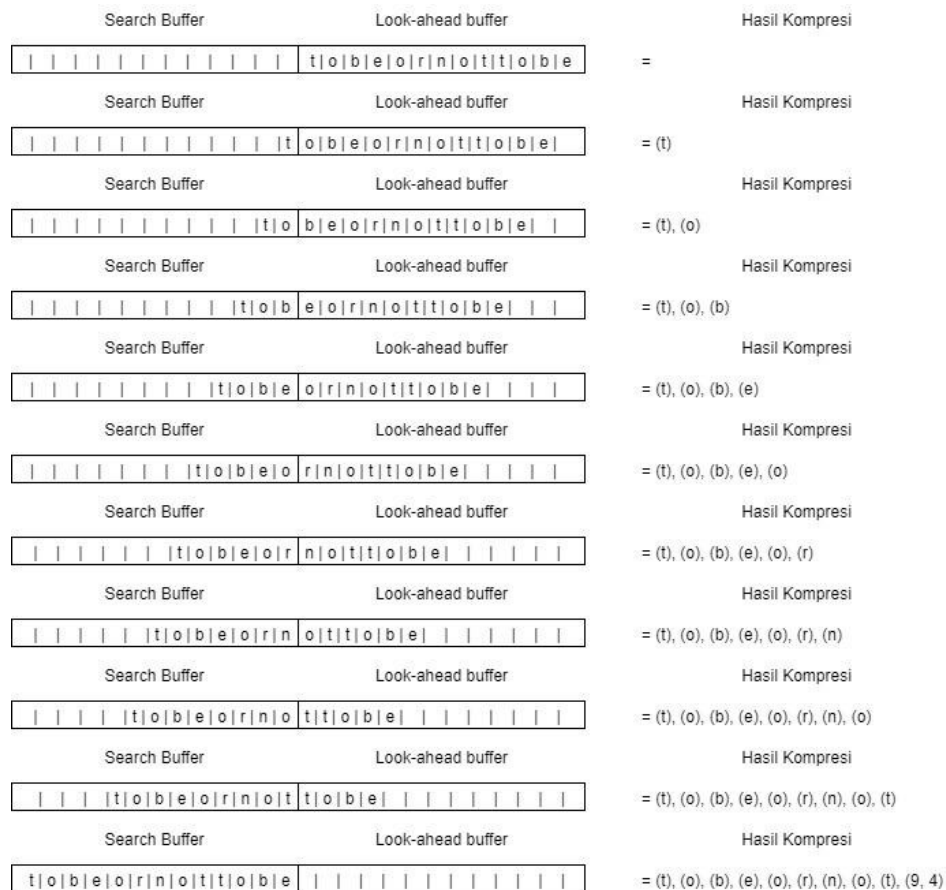 Search Buffer Look-ahead buffer Hasil Kompresi
| | | | | | | | | | | t|o|b|e|o|r|n|o|t|t|o|b|e =
Search Buffer Look-ahead buffer Hasil Kompresi
| | | | | | | | | | |t o|b|e|o|r|n|o|t|t|o|b|e| = (t)
Search Buffer Look-ahead buffer Hasil Kompresi
| | | | | | | | | |t|o b|e|o|r|n|o|t|t|o|b|e| | = (t), (o)
Search Buffer Look-ahead buffer Hasil Kompresi
| | | | | | | | |t|o|b e|o|r|n|o|t|t|o|b|e| | | = (t), (o), (b)
Search Buffer Look-ahead buffer Hasil Kompresi
| | | | | | | |t|o|b|e o|r|n|o|t|t|o|b|e| | | | = (t), (o), (b), (e)
Search Buffer Look-ahead buffer Hasil Kompresi
| | | | | | |t|o|b|e|o r|n|o|t|t|o|b|e| | | | | = (t), (o), (b), (e), (o)
Search Buffer Look-ahead buffer Hasil Kompresi
| | | | | |t|o|b|e|o|r n|o|t|t|o|b|e| | | | | | = (t), (o), (b), (e), (o), (r)
Search Buffer Look-ahead buffer Hasil Kompresi
| | | | |t|o|b|e|o|r|n o|t|t|o|b|e| | | | | | | = (t), (o), (b), (e), (o), (r), (n)
Search Buffer Look-ahead buffer Hasil Kompresi
| | | |t|o|b|e|o|r|n|o t|t|o|b|e| | | | | | | = (t), (o), (b), (e), (o), (r), (n), (o)
Search Buffer Look-ahead buffer Hasil Kompresi
| | |t|o|b|e|o|r|n|o|t t|o|b|e| | | | | | | | = (t), (o), (b), (e), (o), (r), (n), (o), (t)
Search Buffer Look-ahead buffer Hasil Kompresi
t|o|b|e|o|r|n|o|t|t|o|b|e | | | | | | | | | | | = (t), (o), (b), (e), (o), (r), (n), (o), (t), (9, 4)